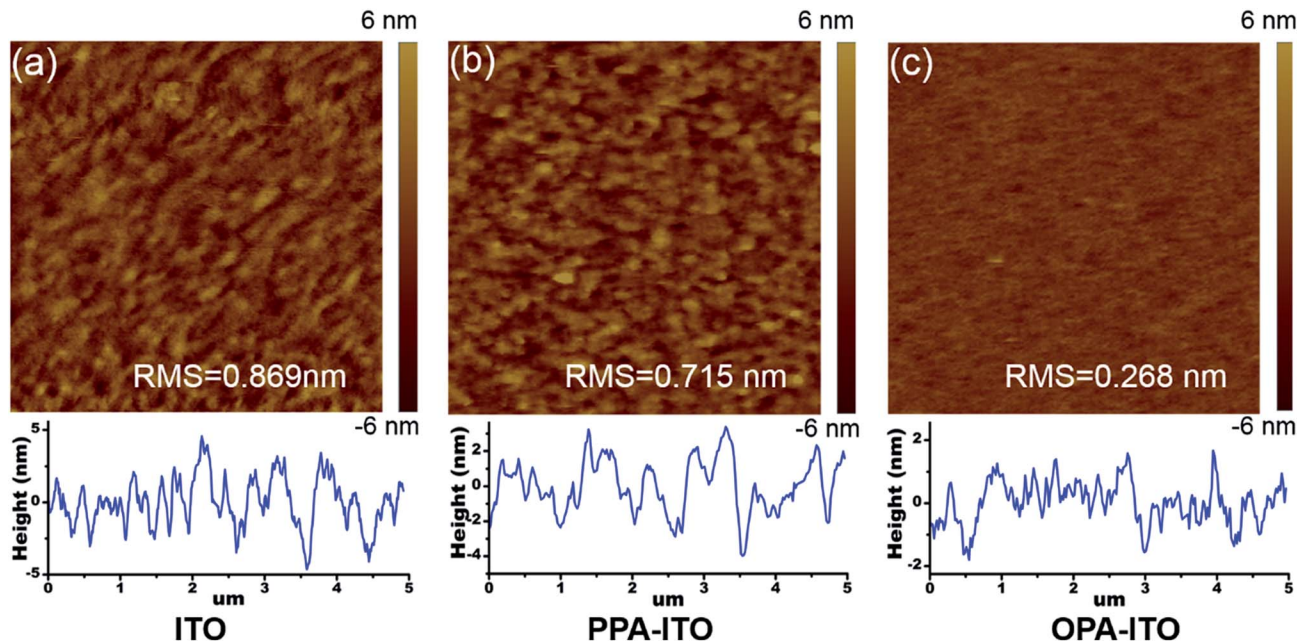 6 nm
6 nm
6 nm
(a)
(b)
(c)
RMS=0.869nm
RMS=0.715 nm
RMS=0.268 nm
-6 nm
-6 nm
-6 nm
Height (nm)
5
0
-5
0
1
2
3
4
5
um
ITO
Height (nm)
2
0
-2
-4
0
1
2
3
4
5
um
PPA-ITO
Height (nm)
2
0
-2
0
1
2
3
4
5
um
OPA-ITO